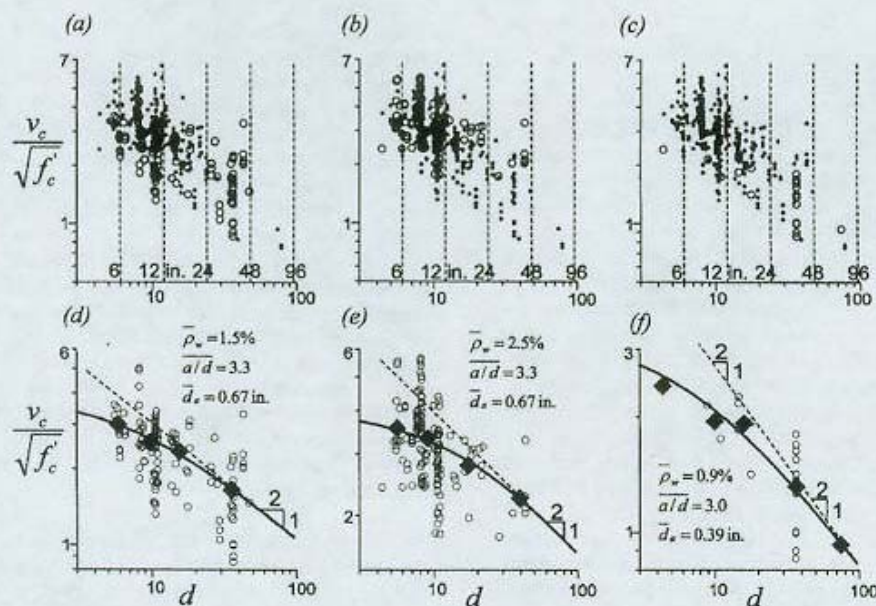 (a)
(b)
(c)
7
7
7
v_c / √f_c'
1
1
1
6 12 in. 24 48 96
6 12 in. 24 48 96
6 12 in. 24 48 96
10 100
10 100
10 100
(d)
(e)
(f)
6
6
3
ρ̅_w = 1.5%
a/d = 3.3
d̅_a = 0.67 in.
ρ̅_w = 2.5%
a/d = 3.3
d̅_a = 0.67 in.
2
1
v_c / √f_c'
2
1
2
1
2
ρ̅_w = 0.9%
a/d = 3.0
d̅_a = 0.39 in.
2
1
1
1
10 d 100
10 d 100
10 d 100